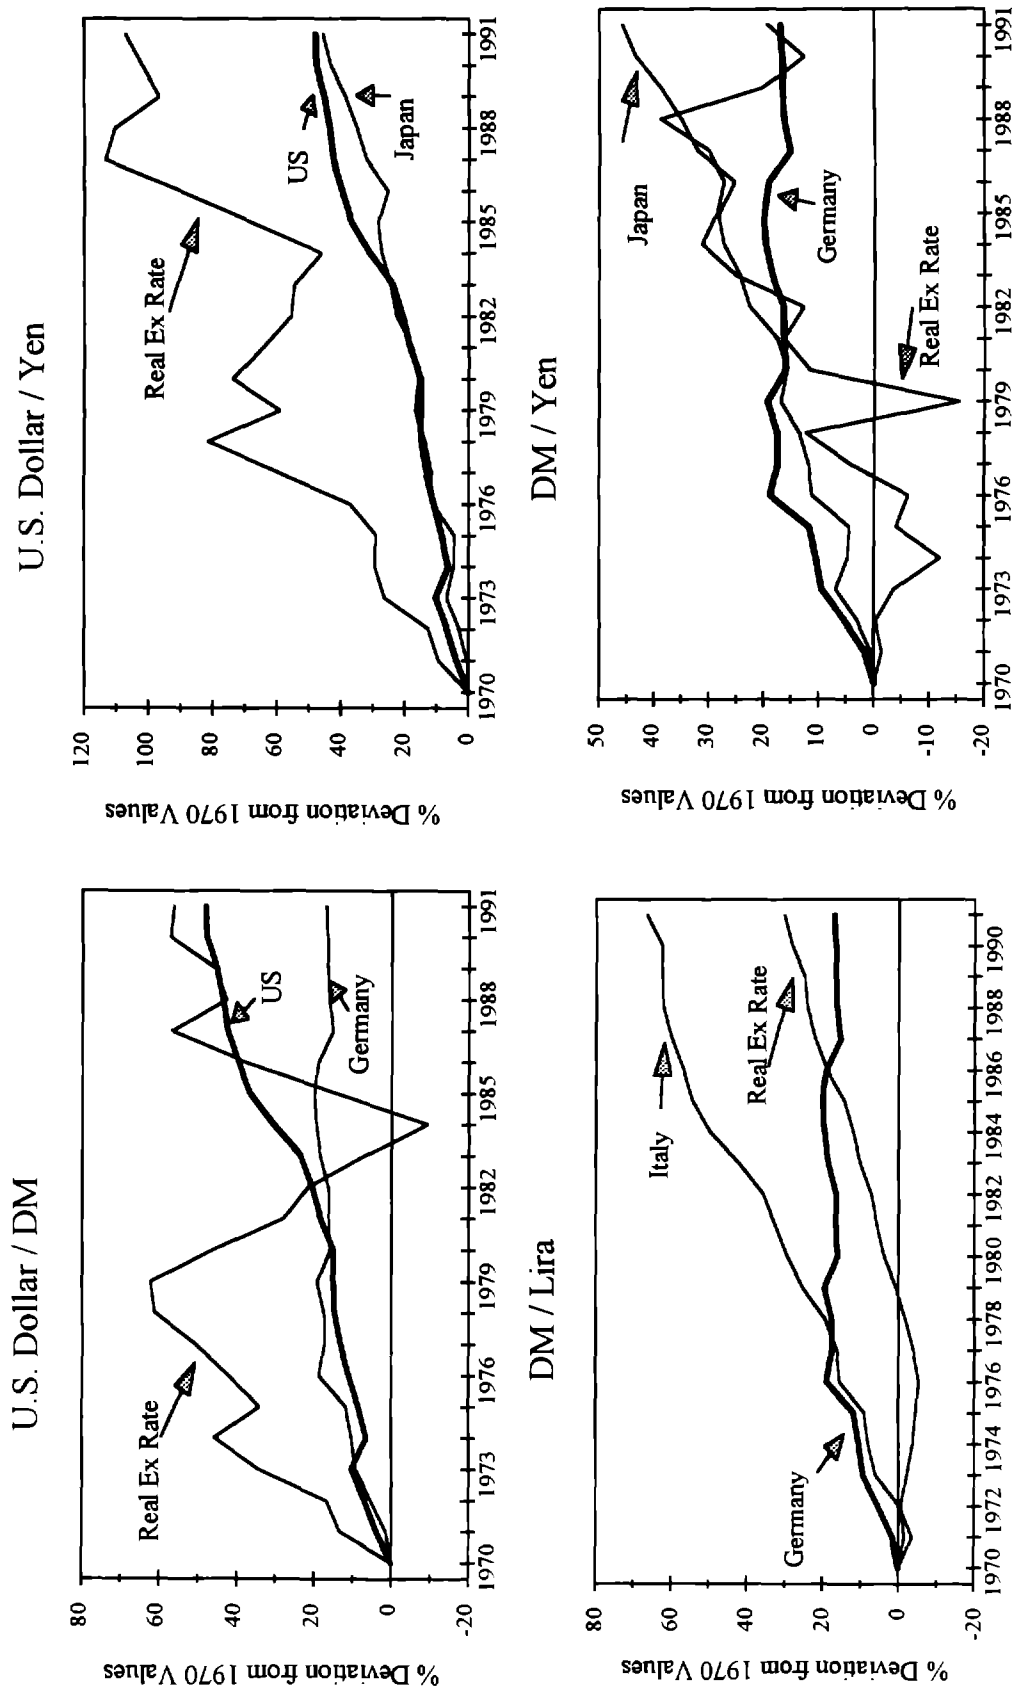 U.S. Dollar / DM
% Deviation from 1970 Values
80
60
40
20
0
-20
Real Ex Rate
US
Germany
1970 1973 1976 1979 1982 1985 1988 1991
U.S. Dollar / Yen
% Deviation from 1970 Values
120
100
80
60
40
20
0
Real Ex Rate
US
Japan
1970 1973 1976 1979 1982 1985 1988 1991
DM / Lira
% Deviation from 1970 Values
80
60
40
20
0
-20
Italy
Real Ex Rate
Germany
1970 1972 1974 1976 1978 1980 1982 1984 1986 1988 1990
DM / Yen
% Deviation from 1970 Values
50
40
30
20
10
0
-10
-20
Japan
Germany
Real Ex Rate
1970 1973 1976 1979 1982 1985 1988 1991